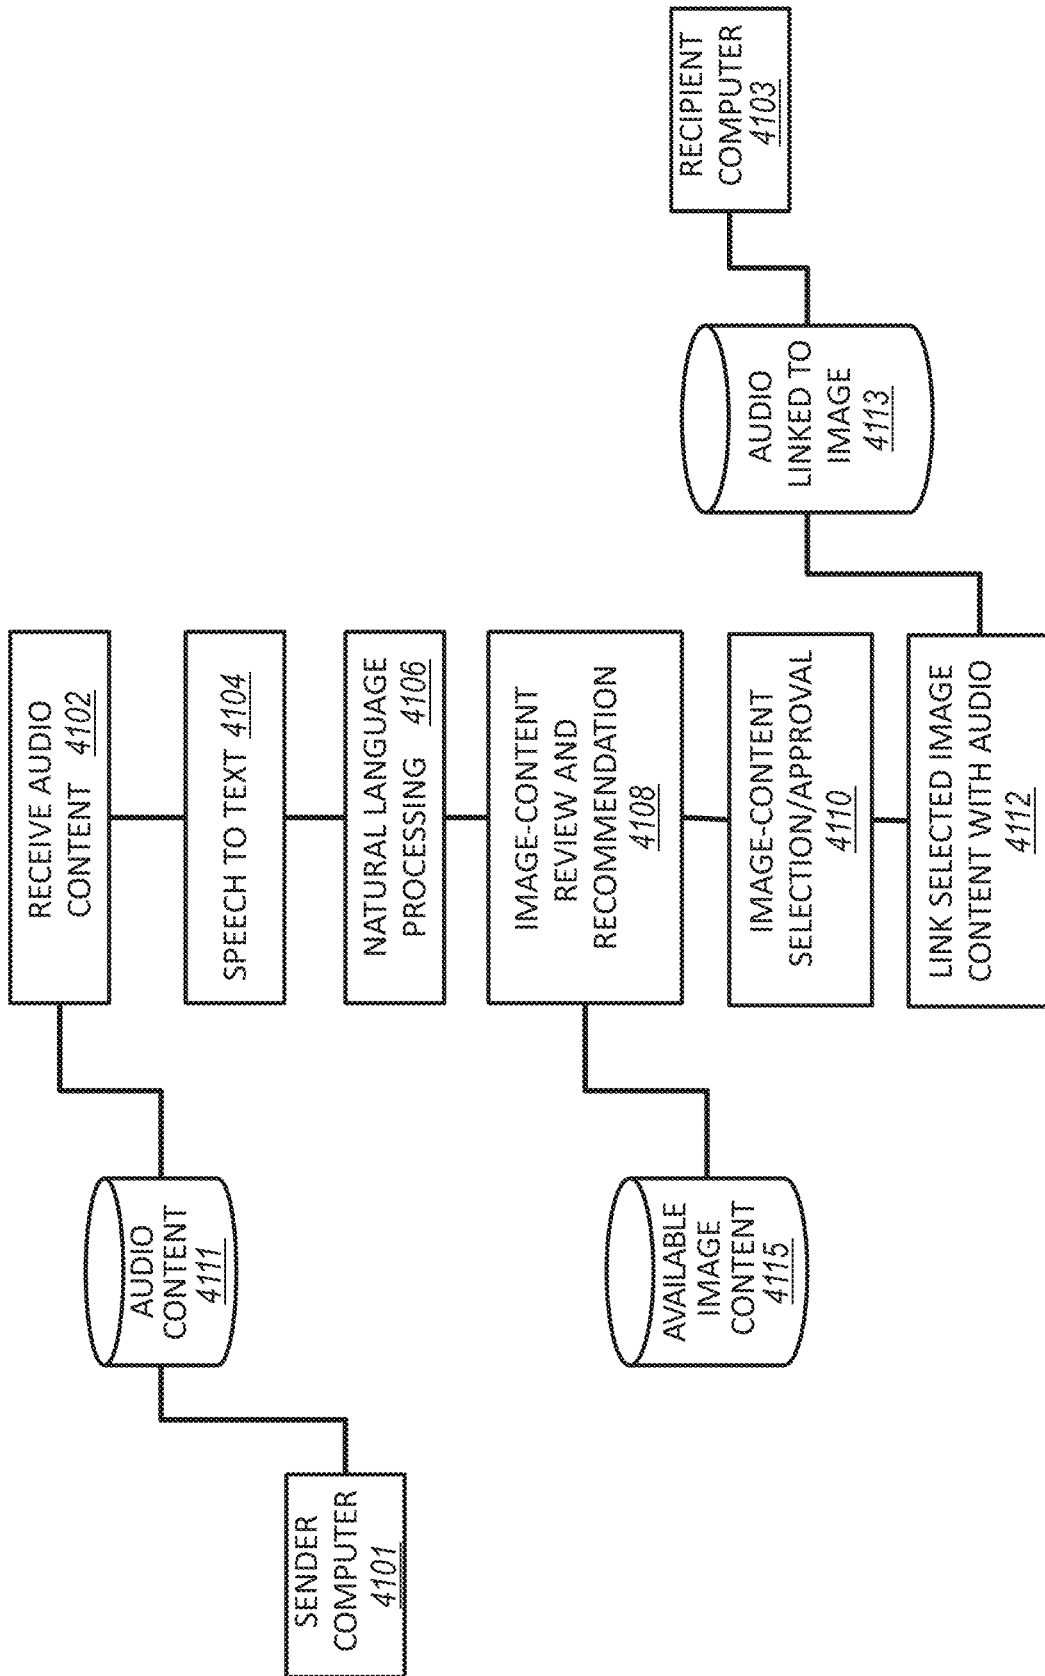 SENDER
COMPUTER
4101
AUDIO
CONTENT
4111
RECEIVE AUDIO
CONTENT 4102
SPEECH TO TEXT 4104
NATURAL LANGUAGE
PROCESSING 4106
AVAILABLE
IMAGE
CONTENT
4115
IMAGE-CONTENT
REVIEW AND
RECOMMENDATION
4108
IMAGE-CONTENT
SELECTION/APPROVAL
4110
LINK SELECTED IMAGE
CONTENT WITH AUDIO
4112
AUDIO
LINKED TO
IMAGE
4113
RECIPIENT
COMPUTER
4103